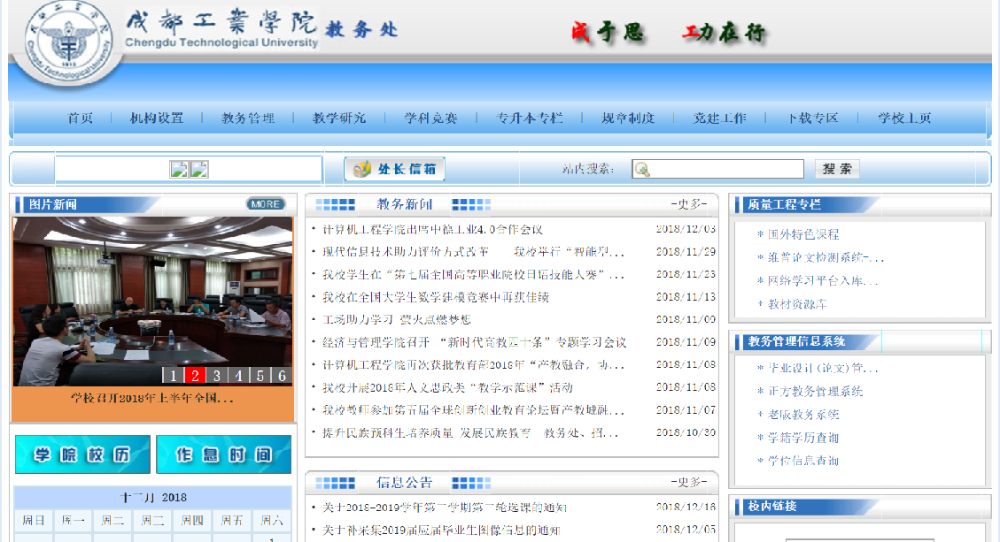 成都工業學院 教务处
Chengdu Technological University
成于思 工力在行
首页 机构设置 教务管理 教学研究 学科竞赛 专升本专栏 规章制度 党建工作 下载专区 学校主页
处长信箱 站内搜索: 搜索
图片新闻 MORE
1 2 3 4 5 6
学校召开2018年上半年全国...
学院校历 作息时间
十二月 2018
周日 周一 周二 周三 周四 周五 周六
1
教务新闻 -更多-
· 计算机工程学院出席中德工业4.0合作会议 2018/12/03
· 现代信息技术助力评价方式改革 我校举行“智能型... 2018/11/29
· 我校学生在“第七届全国高等职业院校日语技能大赛”... 2018/11/23
· 我校在全国大学生数学建模竞赛中再获佳绩 2018/11/13
· 工场助力学习 萤火点燃梦想 2018/11/09
· 经济与管理学院召开 “新时代高教四十条”专题学习会议 2018/11/09
· 计算机工程学院再次获批教育部2018年“产教融合，协... 2018/11/08
· 我校开展2018年人文思政类“教学示范课”活动 2018/11/08
· 我校教师参加第五届全球创新创业教育论坛暨产教城融... 2018/11/07
· 提升民族预科生培养质量 发展民族教育 教务处、招... 2018/10/30
信息公告 -更多-
· 关于2018-2019学年第二学期第二轮选课的通知 2018/12/16
· 关于补采集2019届应届毕业生图像信息的通知 2018/12/05
质量工程专栏
* 国外特色课程
* 维普论文检测系统-...
* 网络学习平台入库...
* 教材资源库
教务管理信息系统
* 毕业设计(论文)管...
* 正方教务管理系统
* 老版教务系统
* 学籍学历查询
* 学位信息查询
校内链接